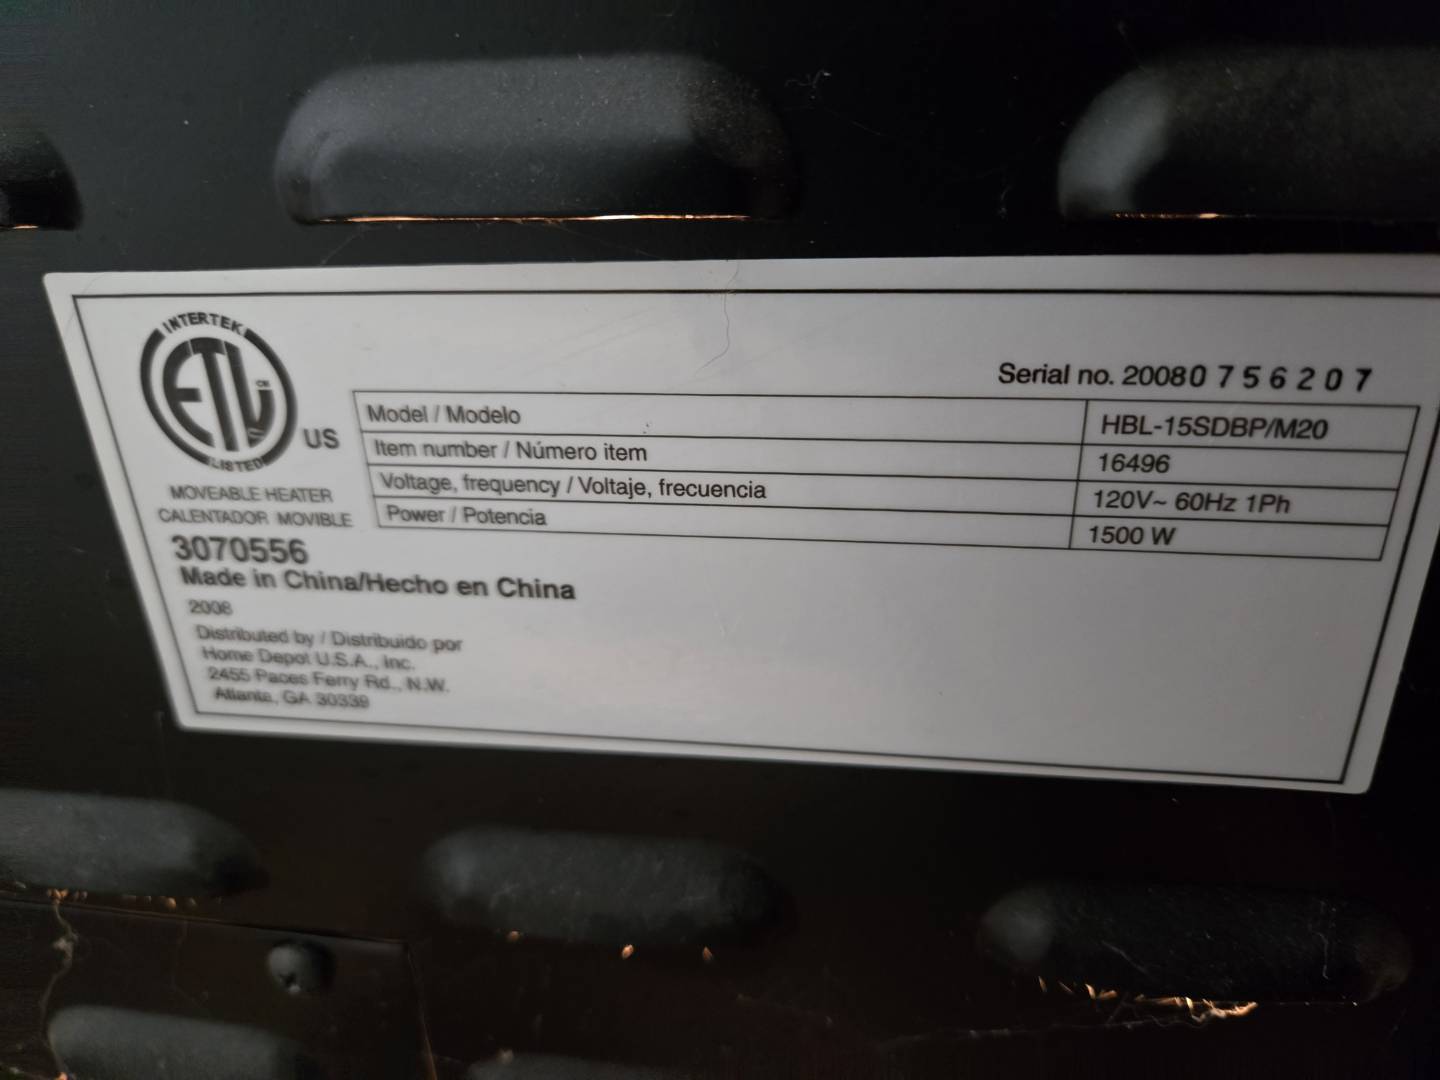 INTERTEK
ETL
CM
LISTED
US
MOVEABLE HEATER
CALENTADOR MOVIBLE
3070556
Made in China/Hecho en China
2008
Distributed by / Distribuido por
Home Depot U.S.A., Inc.
2455 Paces Ferry Rd., N.W.
Atlanta, GA 30339
Serial no. 20080756207
Model / Modelo HBL-15SDBP/M20
Item number / Número item 16496
Voltage, frequency / Voltaje, frecuencia 120V~ 60Hz 1Ph
Power / Potencia 1500 W